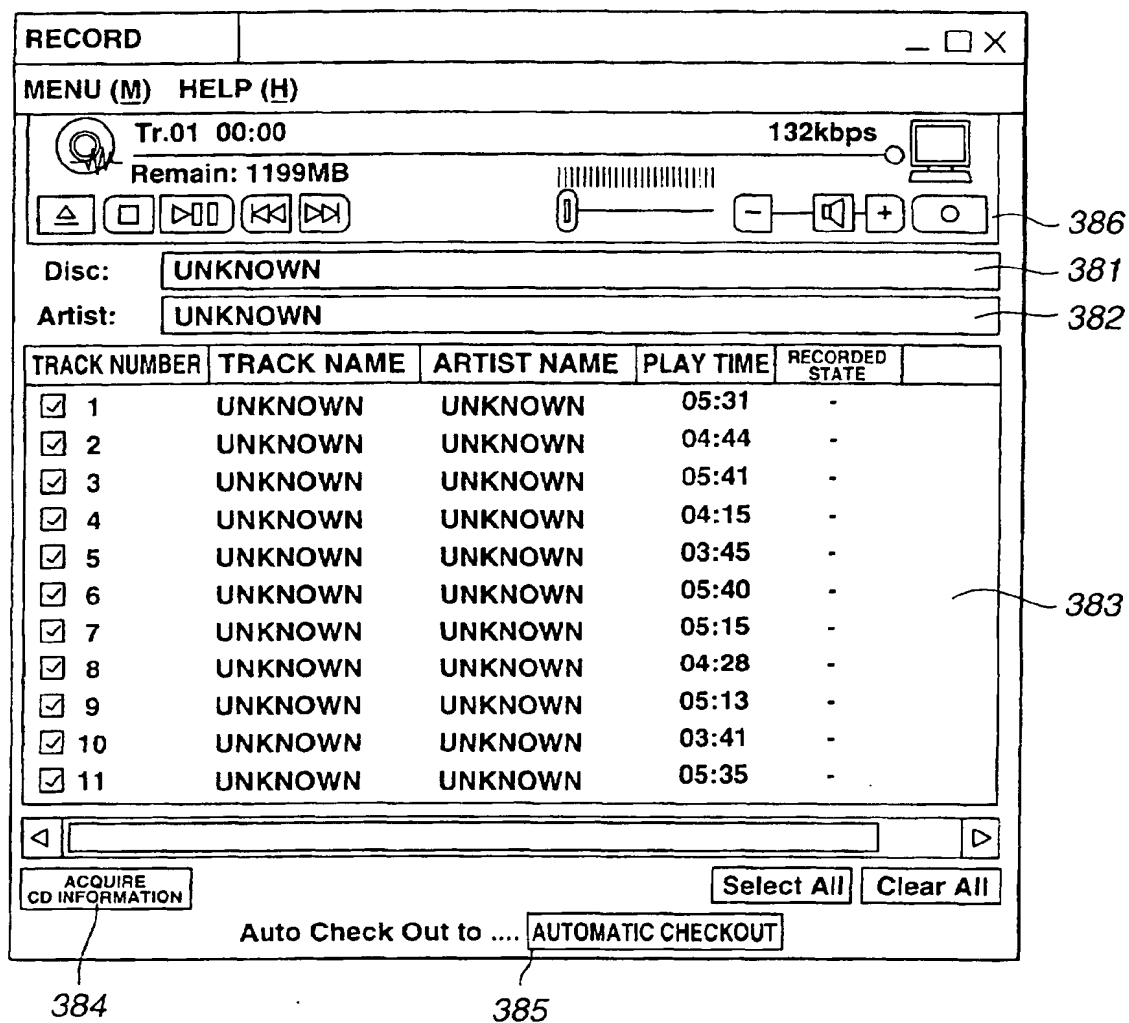 RECORD
MENU (M) HELP (H)
Tr.01 00:00 132kbps
Remain: 1199MB
386
Disc: UNKNOWN 381
Artist: UNKNOWN 382
TRACK NUMBER TRACK NAME ARTIST NAME PLAY TIME RECORDED STATE
1 UNKNOWN UNKNOWN 05:31 -
2 UNKNOWN UNKNOWN 04:44 -
3 UNKNOWN UNKNOWN 05:41 -
4 UNKNOWN UNKNOWN 04:15 -
5 UNKNOWN UNKNOWN 03:45 -
6 UNKNOWN UNKNOWN 05:40 -
383
7 UNKNOWN UNKNOWN 05:15 -
8 UNKNOWN UNKNOWN 04:28 -
9 UNKNOWN UNKNOWN 05:13 -
10 UNKNOWN UNKNOWN 03:41 -
11 UNKNOWN UNKNOWN 05:35 -
ACQUIRE
CD INFORMATION
Select All Clear All
Auto Check Out to .... AUTOMATIC CHECKOUT
384
385